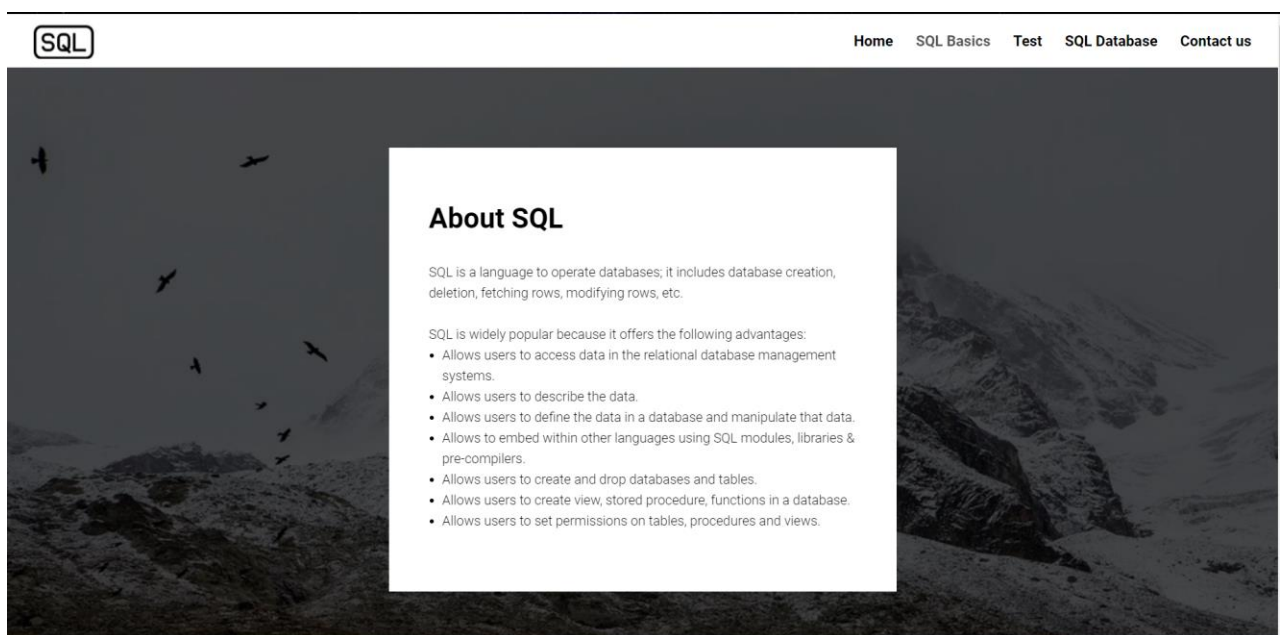 SQL
Home SQL Basics Test SQL Database Contact us
About SQL
SQL is a language to operate databases; it includes database creation,
deletion, fetching rows, modifying rows, etc.
SQL is widely popular because it offers the following advantages:
• Allows users to access data in the relational database management
systems.
• Allows users to describe the data.
• Allows users to define the data in a database and manipulate that data.
• Allows to embed within other languages using SQL modules, libraries &
pre-compilers.
• Allows users to create and drop databases and tables.
• Allows users to create view, stored procedure, functions in a database.
• Allows users to set permissions on tables, procedures and views.